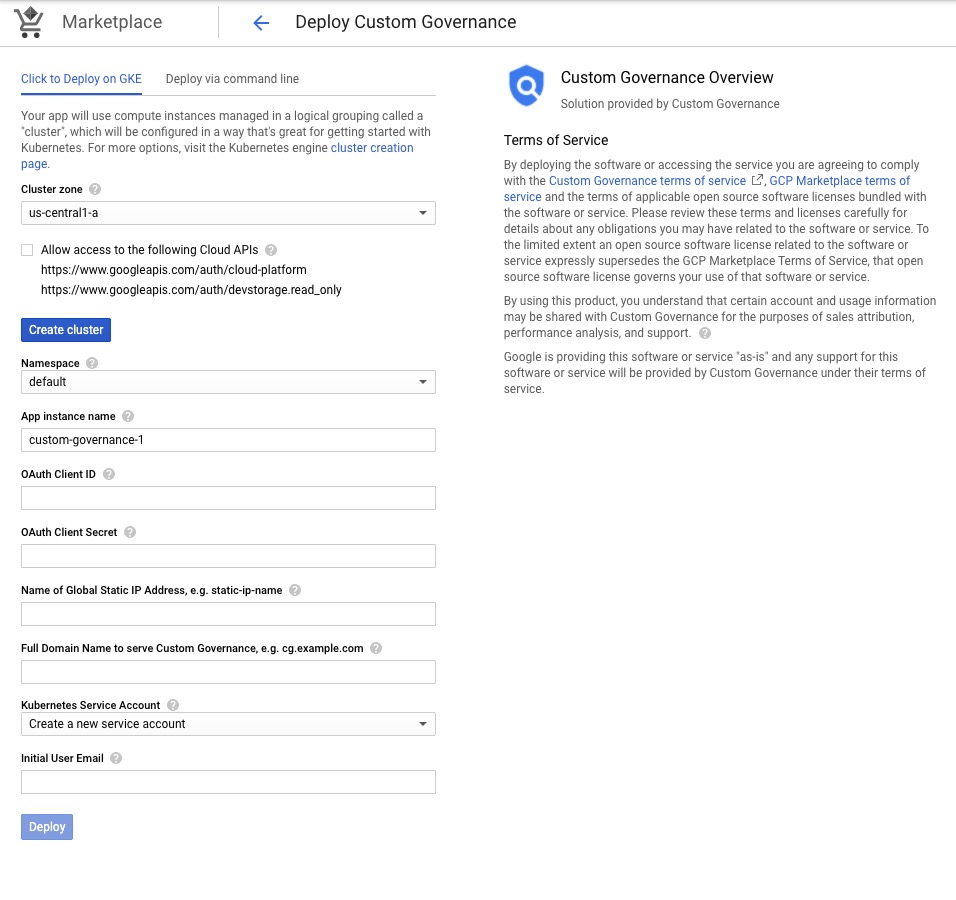 Marketplace
Deploy Custom Governance
Click to Deploy on GKE
Deploy via command line
Your app will use compute instances managed in a logical grouping called a
"cluster", which will be configured in a way that's great for getting started with
Kubernetes. For more options, visit the Kubernetes engine cluster creation
page.
Cluster zone ?
us-central1-a
Allow access to the following Cloud APIs ?
https://www.googleapis.com/auth/cloud-platform
https://www.googleapis.com/auth/devstorage.read_only
Create cluster
Namespace ?
default
App instance name ?
custom-governance-1
OAuth Client ID ?
OAuth Client Secret ?
Name of Global Static IP Address, e.g. static-ip-name ?
Full Domain Name to serve Custom Governance, e.g. cg.example.com ?
Kubernetes Service Account ?
Create a new service account
Initial User Email ?
Deploy
Custom Governance Overview
Solution provided by Custom Governance
Terms of Service
By deploying the software or accessing the service you are agreeing to comply
with the Custom Governance terms of service , GCP Marketplace terms of
service and the terms of applicable open source software licenses bundled with
the software or service. Please review these terms and licenses carefully for
details about any obligations you may have related to the software or service. To
the limited extent an open source software license related to the software or
service expressly supersedes the GCP Marketplace Terms of Service, that open
source software license governs your use of that software or service.
By using this product, you understand that certain account and usage information
may be shared with Custom Governance for the purposes of sales attribution,
performance analysis, and support. ?
Google is providing this software or service "as-is" and any support for this
software or service will be provided by Custom Governance under their terms of
service.